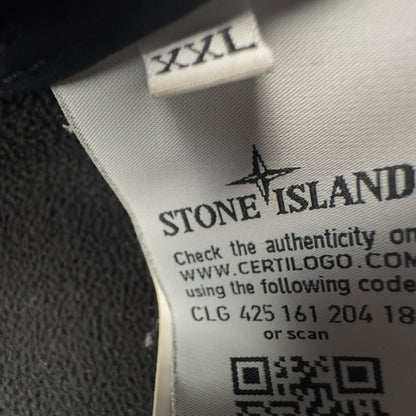 XXL
STONE ISLAND
Check the authenticity on
WWW.CERTILOGO.COM
using the following code
CLG 425 161 204 18
or scan